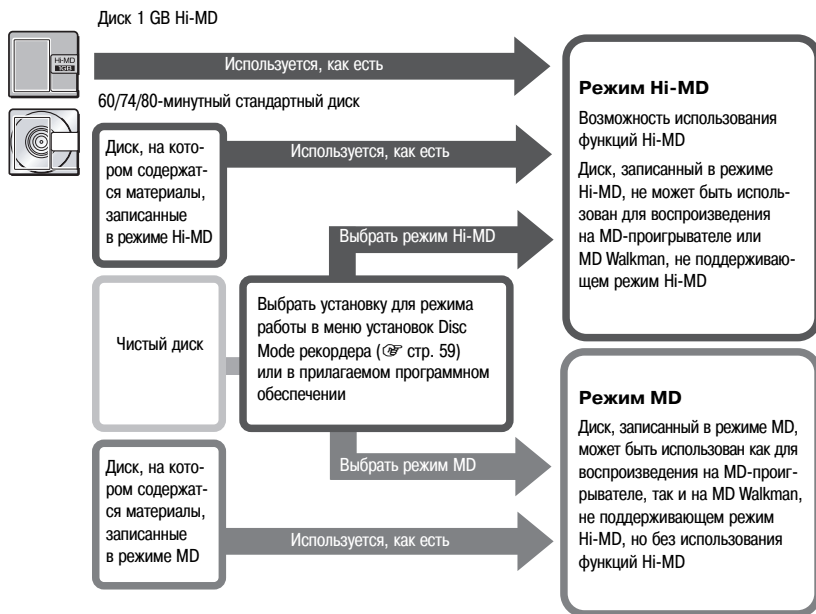 Диск 1 GB Hi-MD
Hi-MD
1GB
Используется, как есть
60/74/80-минутный стандартный диск
Диск, на кото-
ром содержат-
ся материалы,
записанные
в режиме Hi-MD
Используется, как есть
Выбрать режим Hi-MD
Чистый диск
Выбрать установку для режима
работы в меню установок Disc
Mode рекордера (☞ стр. 59)
или в прилагаемом программном
обеспечении
Выбрать режим MD
Диск, на кото-
ром содержат-
ся материалы,
записанные
в режиме MD
Используется, как есть
Режим Hi-MD
Возможность использования
функций Hi-MD
Диск, записанный в режиме
Hi-MD, не может быть исполь-
зован для воспроизведения
на MD-проигрывателе или
MD Walkman, не поддерживаю-
щем режим Hi-MD
Режим MD
Диск, записанный в режиме MD,
может быть использован как для
воспроизведения на MD-проиг-
рывателе, так и на MD Walkman,
не поддерживающем режим
Hi-MD, но без использования
функций Hi-MD